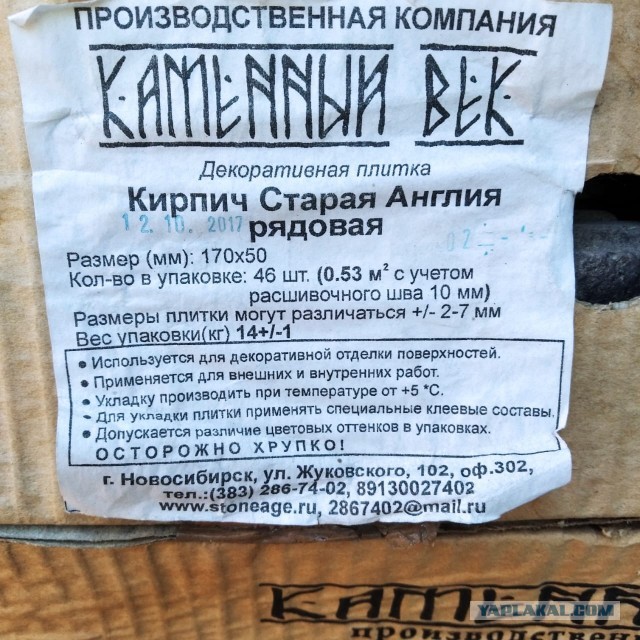 ПРОИЗВОДСТВЕННАЯ КОМПАНИЯ
КАМЕННЫЙ ВЕК
Декоративная плитка
Кирпич Старая Англия
12.10.2017
рядовая
Размер (мм): 170х50
Кол-во в упаковке: 46 шт. (0.53 м² с учетом
расшивочного шва 10 мм)
Размеры плитки могут различаться +/- 2-7 мм
Вес упаковки(кг) 14+/-1
• Используется для декоративной отделки поверхностей.
• Применяется для внешних и внутренних работ.
• Укладку производить при температуре от +5 °С.
• Для укладки плитки применять специальные клеевые составы.
• Допускается различие цветовых оттенков в упаковках.
ОСТОРОЖНО ХРУПКО!
г. Новосибирск, ул. Жуковского, 102, оф.302,
тел.:(383) 286-74-02, 89130027402
www.stoneage.ru, 2867402@mail.ru
КАМЕНН
производственная
YAPLAKAL.COM